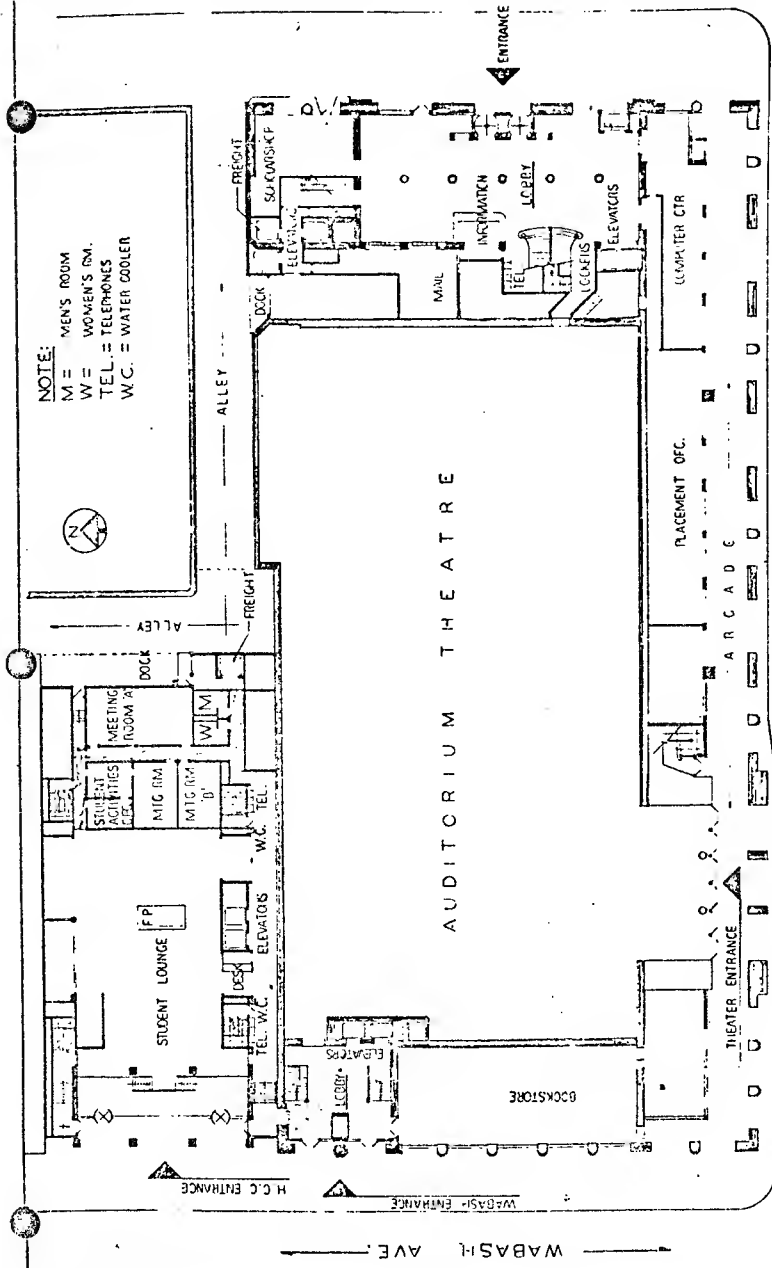 NOTE:
M = MEN'S ROOM
W = WOMEN'S RM.
TEL. = TELEPHONES
W.C. = WATER COOLER
N
ENTRANCE
FREIGHT
ELEVATORS
INFORMATION
LOBBY
ELEVATORS
DOCK
MAIL
TEL
LOCKERS
COMPUTER CTR
ALLEY
ALLEY
FREIGHT
DOCK
MEETING
ROOM A
W M
STUDENT
ACTIVITIES
OFC.
MTG RM
MTG RM
'B'
W.C. TEL.
STUDENT LOUNGE
FP
ELEVATORS
DESK
TEL. W.C.
AUDITORIUM THEATRE
PLACEMENT OFC.
ARCADE
THEATER ENTRANCE
ELEVATORS
LOBBY
BOOKSTORE
H.C.C ENTRANCE
WABASH ENTRANCE
WABASH AVE.